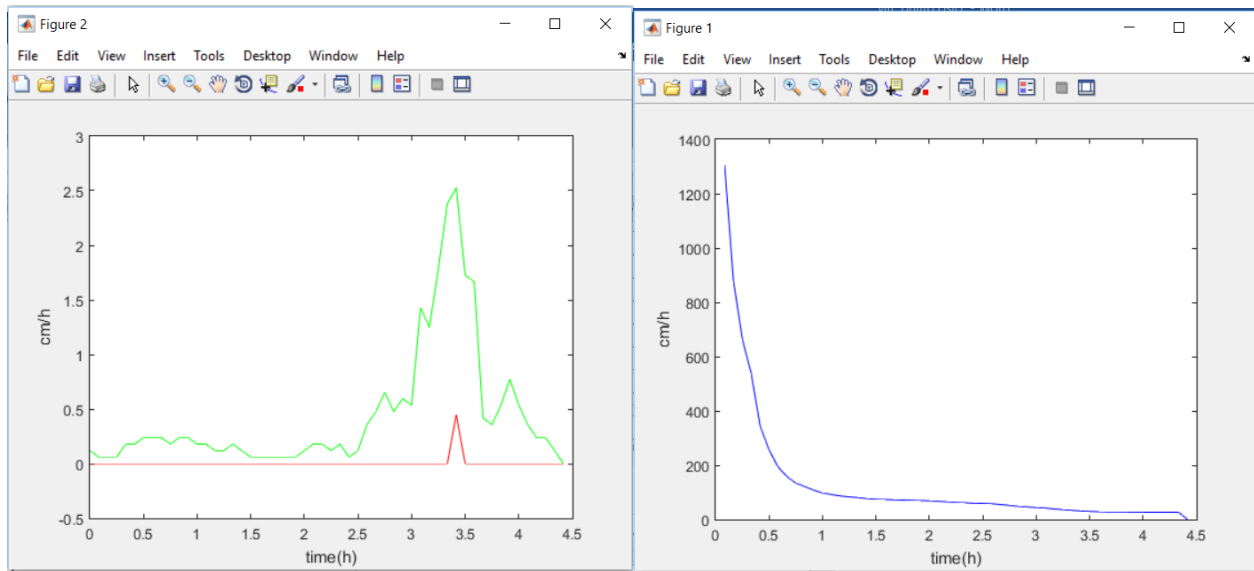 Figure 2
File Edit View Insert Tools Desktop Window Help
3
2.5
2
1.5
1
0.5
0
-0.5
cm/h
0 0.5 1 1.5 2 2.5 3 3.5 4 4.5
time(h)
Figure 1
File Edit View Insert Tools Desktop Window Help
1400
1200
1000
800
600
400
200
0
cm/h
0 0.5 1 1.5 2 2.5 3 3.5 4 4.5
time(h)